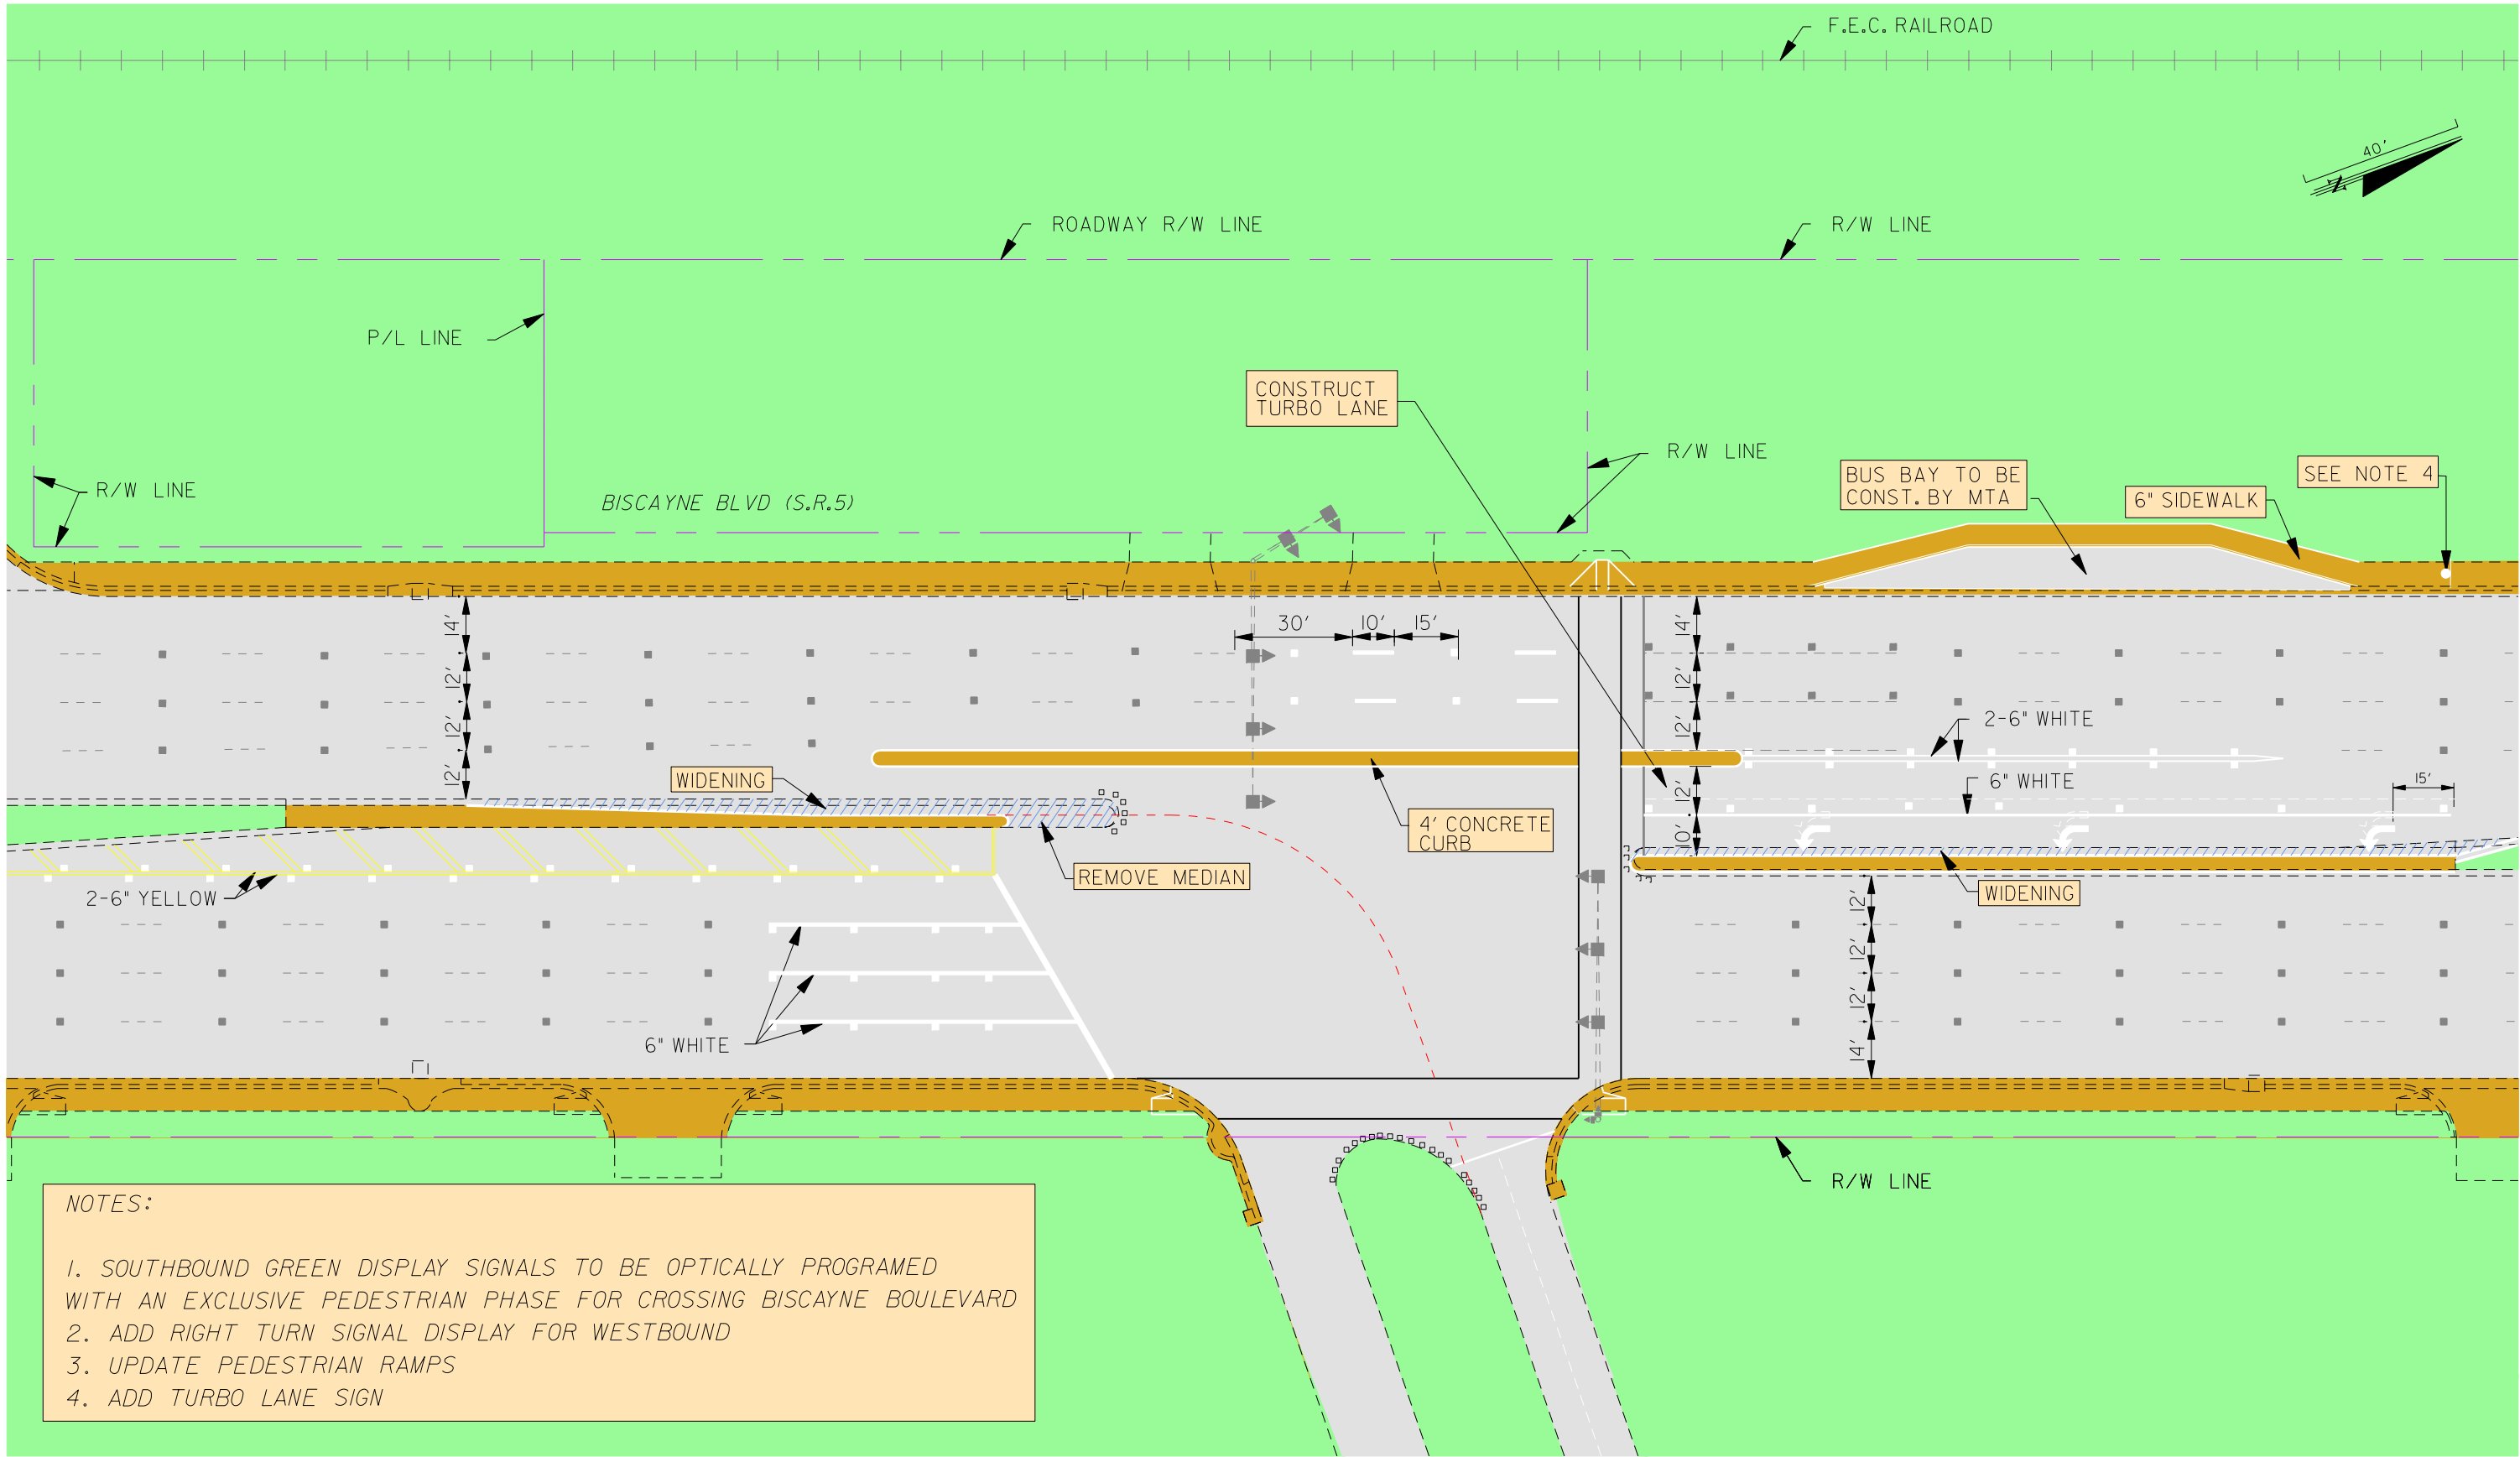 F.E.C. RAILROAD
40'
N
ROADWAY R/W LINE
R/W LINE
P/L LINE
CONSTRUCT
TURBO LANE
R/W LINE
R/W LINE
BISCAYNE BLVD (S.R.5)
BUS BAY TO BE
CONST. BY MTA
6" SIDEWALK
SEE NOTE 4
14'
12'
12'
12'
30'
10'
15'
14'
12'
12'
12'
10'
2-6" WHITE
6" WHITE
15'
WIDENING
4' CONCRETE
CURB
REMOVE MEDIAN
WIDENING
2-6" YELLOW
6" WHITE
12'
12'
12'
14'
R/W LINE
NOTES:
1. SOUTHBOUND GREEN DISPLAY SIGNALS TO BE OPTICALLY PROGRAMED
WITH AN EXCLUSIVE PEDESTRIAN PHASE FOR CROSSING BISCAYNE BOULEVARD
2. ADD RIGHT TURN SIGNAL DISPLAY FOR WESTBOUND
3. UPDATE PEDESTRIAN RAMPS
4. ADD TURBO LANE SIGN